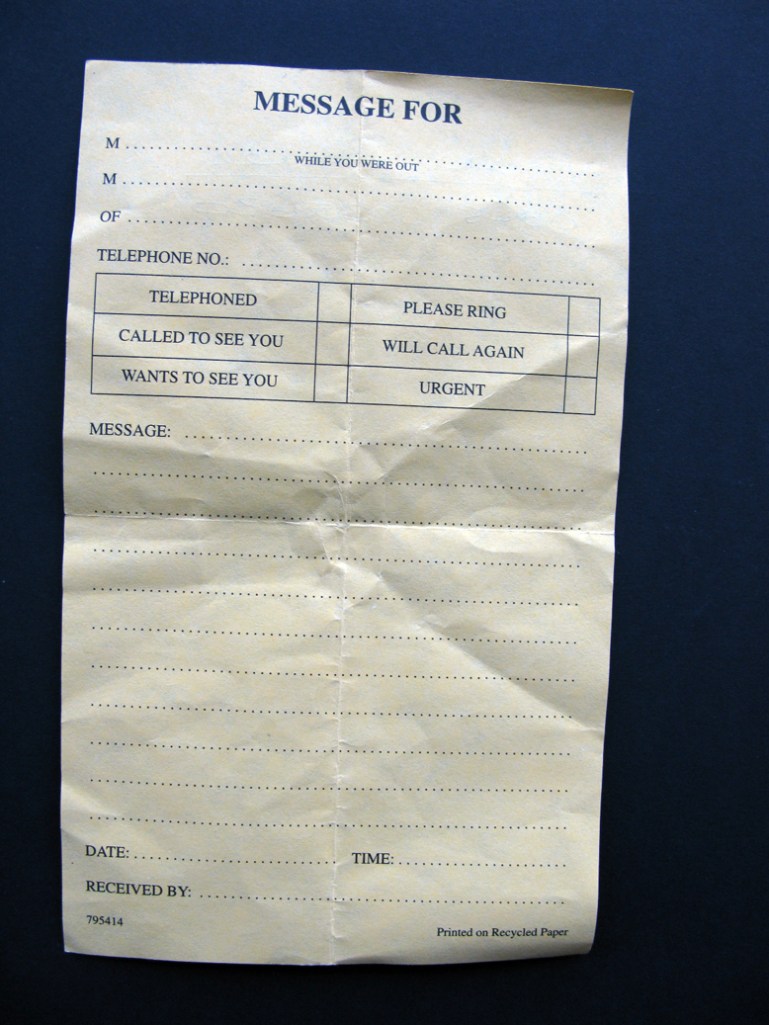 MESSAGE FOR
M
WHILE YOU WERE OUT
M
OF
TELEPHONE NO.:
TELEPHONED PLEASE RING
CALLED TO SEE YOU WILL CALL AGAIN
WANTS TO SEE YOU URGENT
MESSAGE:
DATE: TIME:
RECEIVED BY:
795414 Printed on Recycled Paper